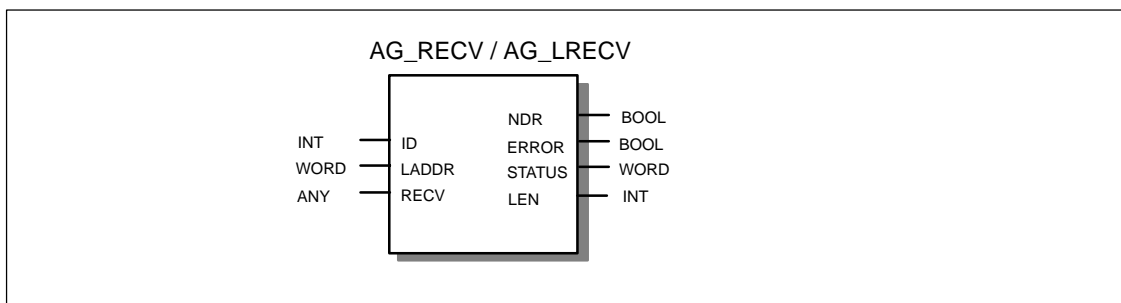 AG_RECV / AG_LRECV
NDR BOOL
INT ID ERROR BOOL
WORD LADDR STATUS WORD
ANY RECV LEN INT